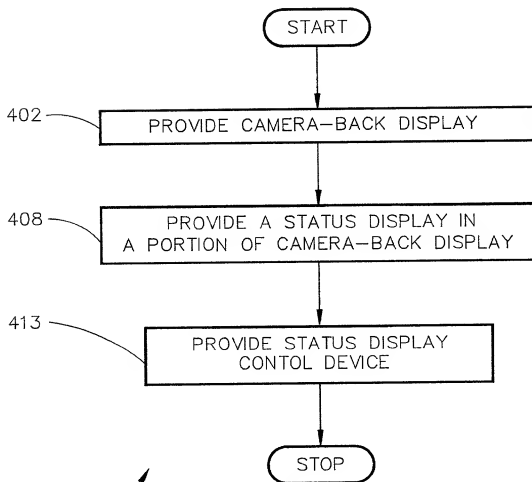 START
402
PROVIDE CAMERA–BACK DISPLAY
408
PROVIDE A STATUS DISPLAY IN
A PORTION OF CAMERA–BACK DISPLAY
413
PROVIDE STATUS DISPLAY
CONTOL DEVICE
STOP